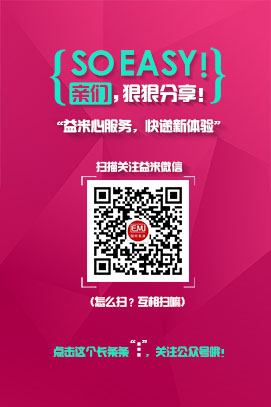 SO EASY!
{亲们,狠狠分享!}
“益米心服务,快递新体验”
扫描关注益米微信
EMI
(怎么扫?互相扫嘛)
点击这个长条条“⋮”,关注公众号哦!